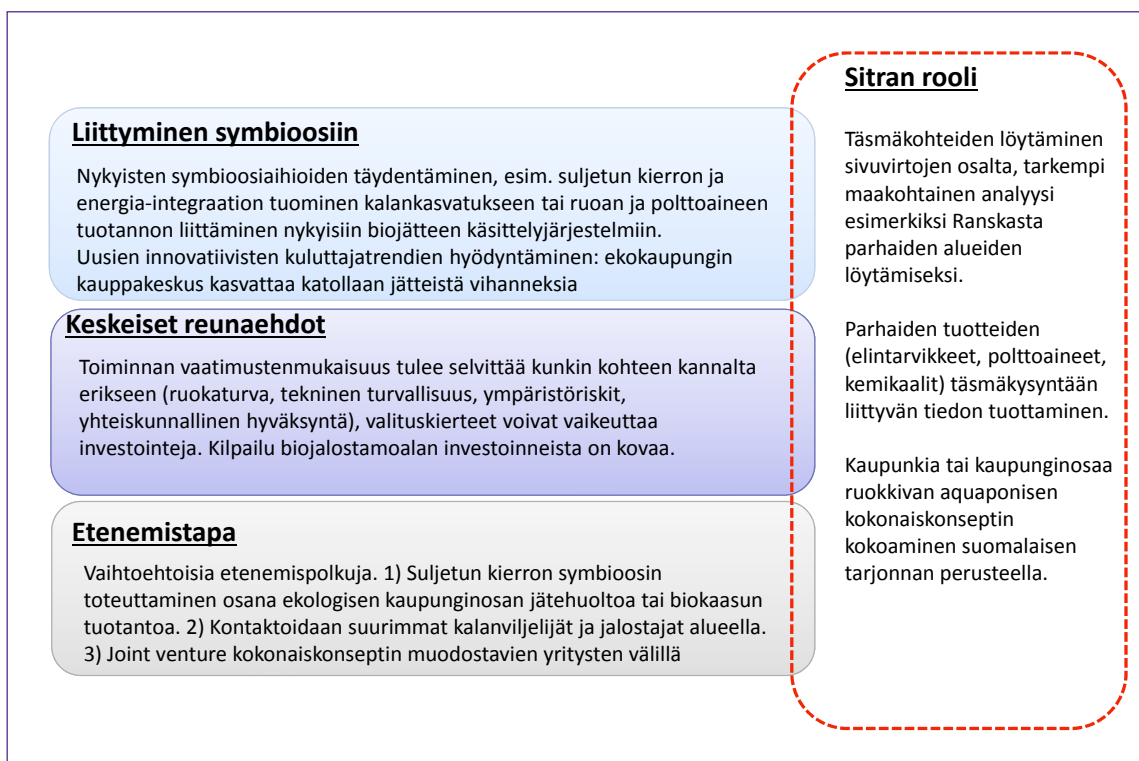 Liittyminen symbioosiin
Nykyisten symbioosiaihioiden täydentäminen, esim. suljetun kierron ja
energia-integraation tuominen kalankasvatukseen tai ruoan ja polttoaineen
tuotannon liittäminen nykyisiin biojätteen käsittelyjärjestelmiin.
Uusien innovatiivisten kuluttajatrendien hyödyntäminen: ekokaupungin
kauppakeskus kasvattaa katollaan jätteistä vihanneksia
Keskeiset reunaehdot
Toiminnan vaatimustenmukaisuus tulee selvittää kunkin kohteen kannalta
erikseen (ruokaturva, tekninen turvallisuus, ympäristöriskit,
yhteiskunnallinen hyväksyntä), valituskierteet voivat vaikeuttaa
investointeja. Kilpailu biojalostamoalan investoinneista on kovaa.
Etenemistapa
Vaihtoehtoisia etenemispolkuja. 1) Suljetun kierron symbioosin
toteuttaminen osana ekologisen kaupunginosan jätehuoltoa tai biokaasun
tuotantoa. 2) Kontaktoidaan suurimmat kalanviljelijät ja jalostajat alueella.
3) Joint venture kokonaiskonseptin muodostavien yritysten välillä
Sitran rooli
Täsmäkohteiden löytäminen
sivuvirtojen osalta, tarkempi
maakohtainen analyysi
esimerkiksi Ranskasta
parhaiden alueiden
löytämiseksi.
Parhaiden tuotteiden
(elintarvikkeet, polttoaineet,
kemikaalit) täsmäkysyntään
liittyvän tiedon tuottaminen.
Kaupunkia tai kaupunginosaa
ruokkivan aquaponisen
kokonaiskonseptin
kokoaminen suomalaisen
tarjonnan perusteella.